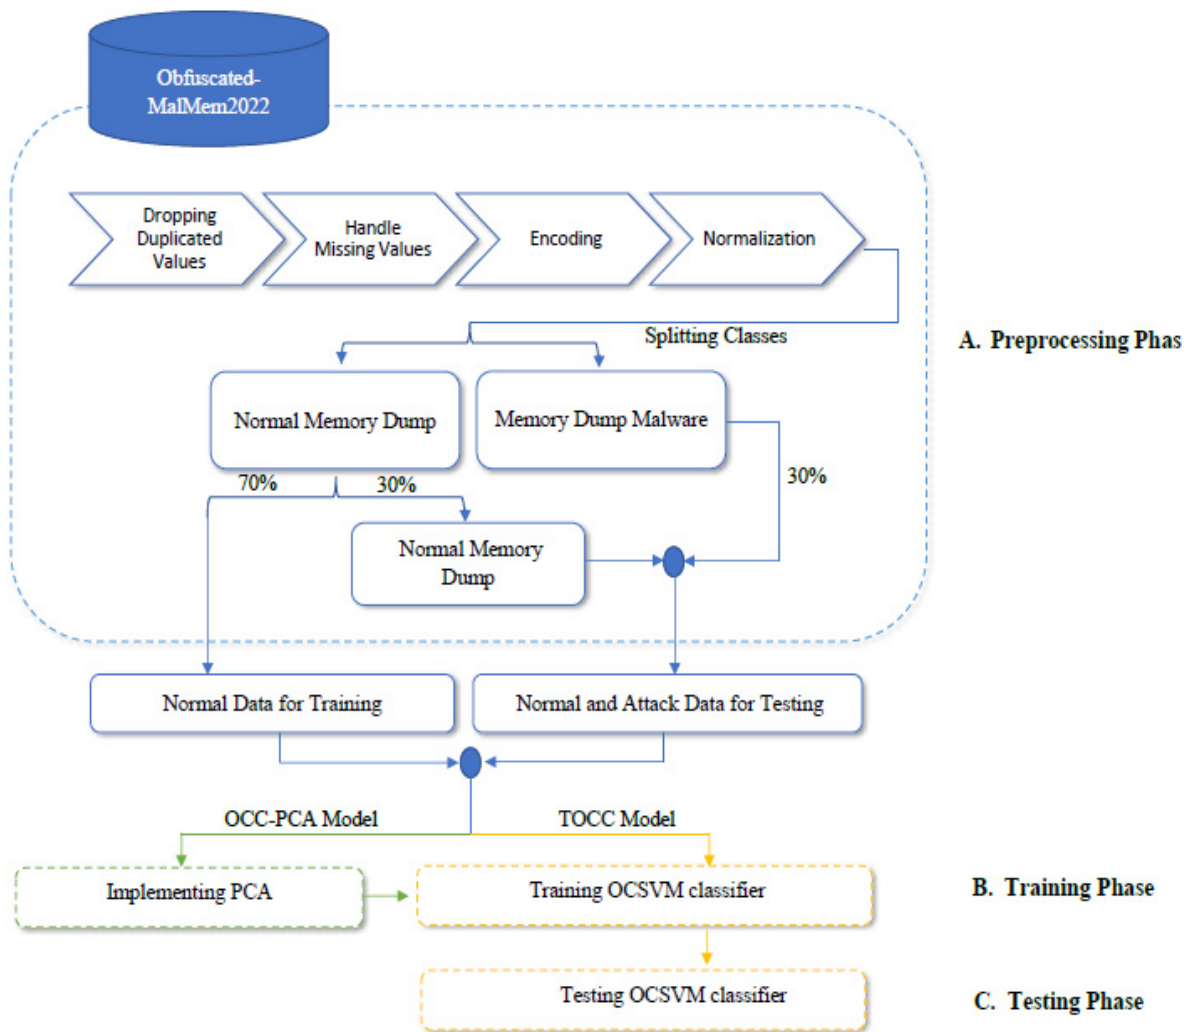 Obfuscated-
MalMem2022
Dropping
Duplicated
Values
Handle
Missing Values
Encoding
Normalization
Splitting Classes
A. Preprocessing Phas
Normal Memory Dump
Memory Dump Malware
70%
30%
30%
Normal Memory
Dump
Normal Data for Training
Normal and Attack Data for Testing
OCC-PCA Model
TOCC Model
Implementing PCA
Training OCSVM classifier
B. Training Phase
Testing OCSVM classifier
C. Testing Phase